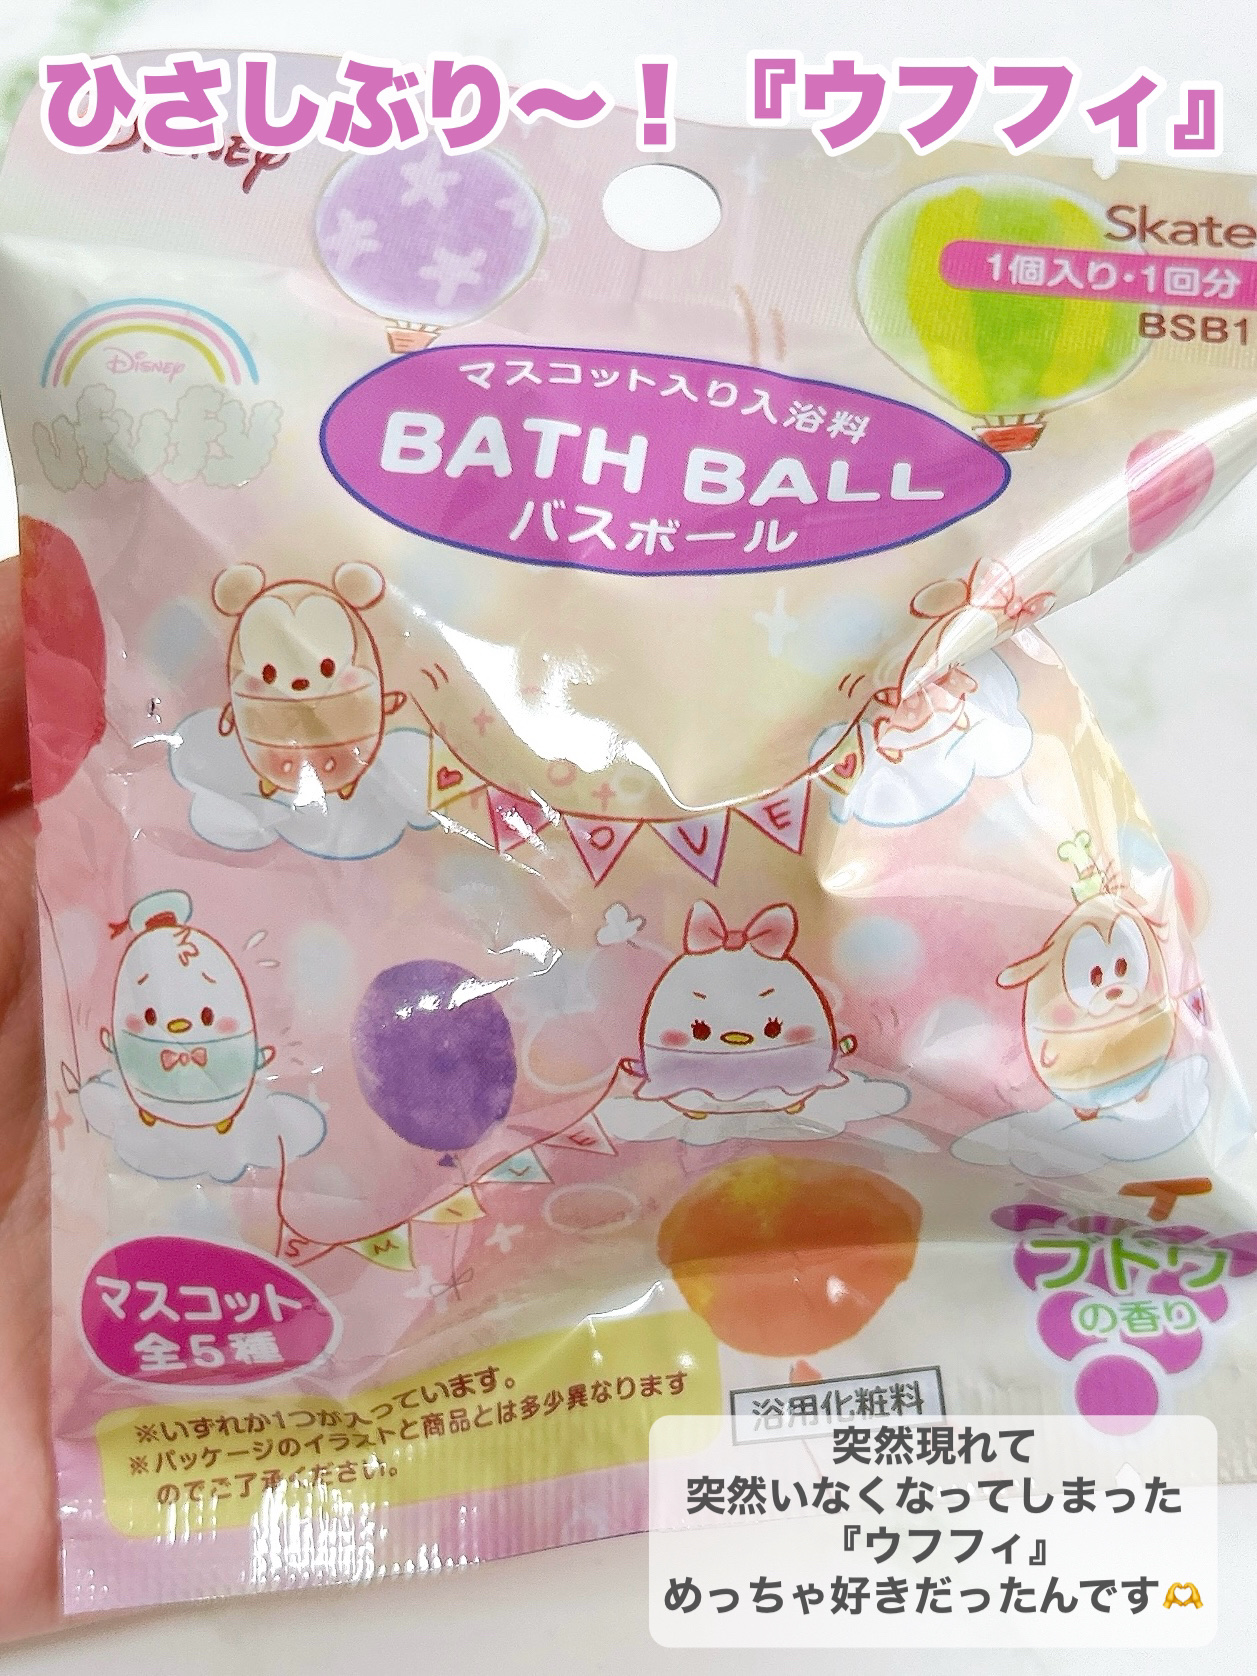 ひさしぶり〜！『ウフフィ』
DISNEY
Skate
1個入り・1回分
BSB1
DISNEY
ufufy
マスコット入り入浴料
BATH BALL
バスボール
LOVE
SMILE
マスコット
全5種
ブドウ
の香り
※いずれか1つが入っています。
※パッケージのイラストと商品とは多少異なります
のでご了承ください。
浴用化粧料
突然現れて
突然いなくなってしまった
『ウフフィ』
めっちゃ好きだったんです🫶